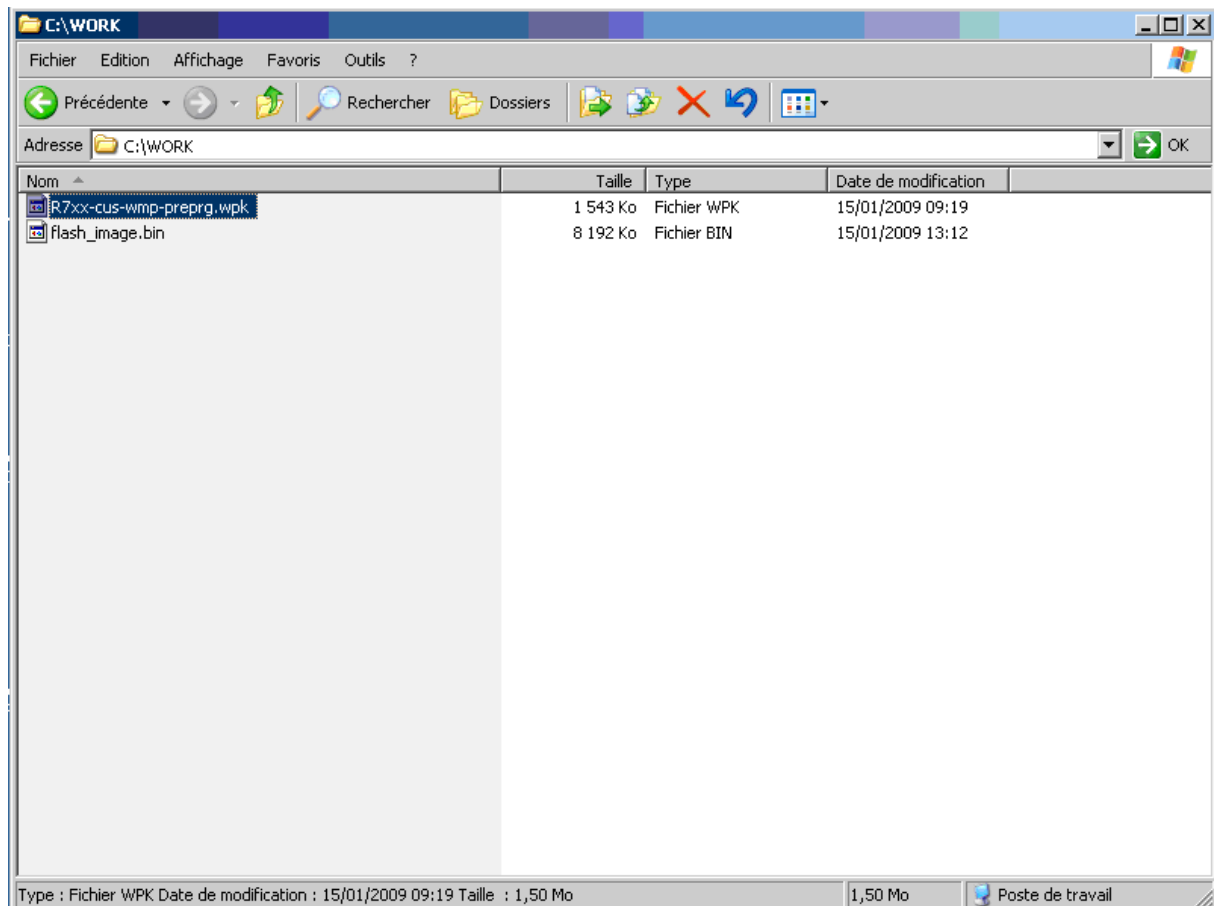 C:\WORK
Fichier Edition Affichage Favoris Outils ?
Précédente Rechercher Dossiers
Adresse C:\WORK OK
Nom Taille Type Date de modification
R7xx-cus-wmp-preprg.wpk 1 543 Ko Fichier WPK 15/01/2009 09:19
flash_image.bin 8 192 Ko Fichier BIN 15/01/2009 13:12
Type : Fichier WPK Date de modification : 15/01/2009 09:19 Taille : 1,50 Mo 1,50 Mo Poste de travail